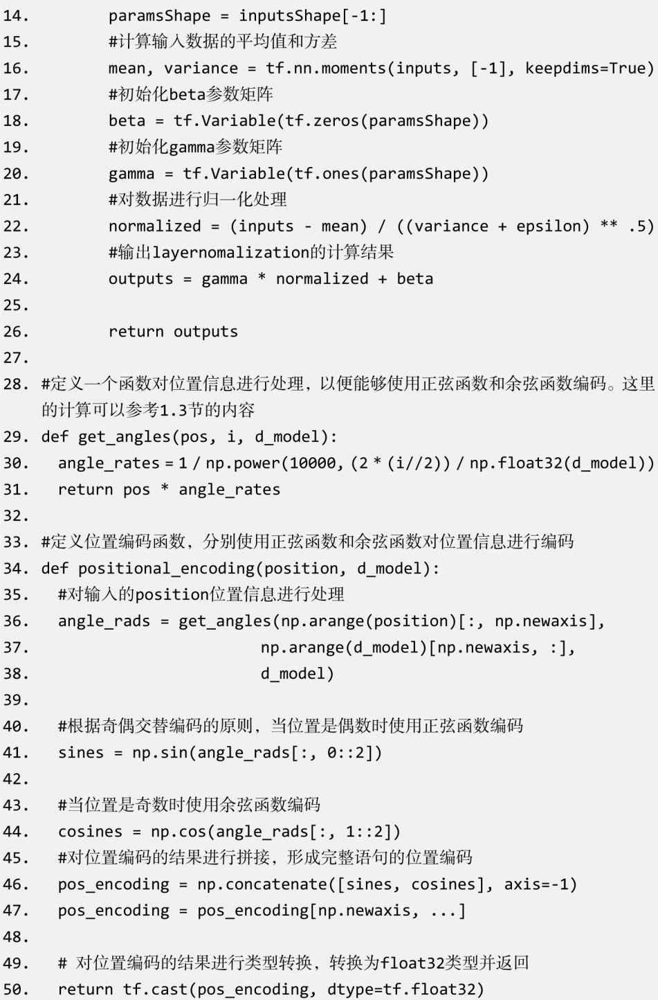 14.         paramsShape = inputsShape[-1:]
15.         #计算输入数据的平均值和方差
16.         mean, variance = tf.nn.moments(inputs, [-1], keepdims=True)
17.         #初始化beta参数矩阵
18.         beta = tf.Variable(tf.zeros(paramsShape))
19.         #初始化gamma参数矩阵
20.         gamma = tf.Variable(tf.ones(paramsShape))
21.         #对数据进行归一化处理
22.         normalized = (inputs - mean) / ((variance + epsilon) ** .5)
23.         #输出layernomalization的计算结果
24.         outputs = gamma * normalized + beta
25.
26.         return outputs
27.
28. #定义一个函数对位置信息进行处理，以便能够使用正弦函数和余弦函数编码。这里
的计算可以参考1.3节的内容
29. def get_angles(pos, i, d_model):
30.   angle_rates = 1 / np.power(10000, (2 * (i//2)) / np.float32(d_model))
31.   return pos * angle_rates
32.
33. #定义位置编码函数，分别使用正弦函数和余弦函数对位置信息进行编码
34. def positional_encoding(position, d_model):
35.   #对输入的position位置信息进行处理
36.   angle_rads = get_angles(np.arange(position)[:, np.newaxis],
37.                           np.arange(d_model)[np.newaxis, :],
38.                           d_model)
39.
40.   #根据奇偶交替编码的原则，当位置是偶数时使用正弦函数编码
41.   sines = np.sin(angle_rads[:, 0::2])
42.
43.   #当位置是奇数时使用余弦函数编码
44.   cosines = np.cos(angle_rads[:, 1::2])
45.   #对位置编码的结果进行拼接，形成完整语句的位置编码
46.   pos_encoding = np.concatenate([sines, cosines], axis=-1)
47.   pos_encoding = pos_encoding[np.newaxis, ...]
48.
49.   # 对位置编码的结果进行类型转换，转换为float32类型并返回
50.   return tf.cast(pos_encoding, dtype=tf.float32)